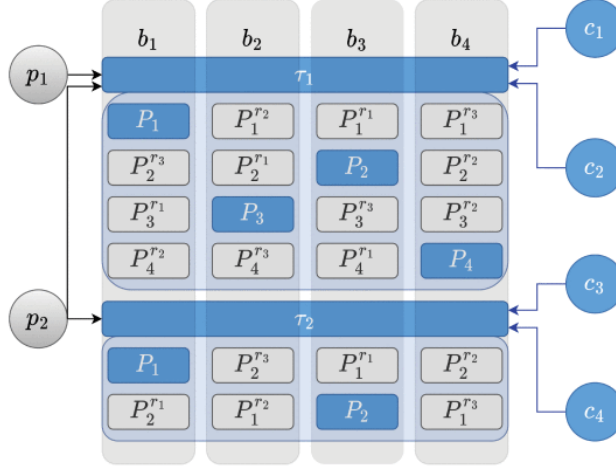 b₁ b₂ b₃ b₄ c₁
p₁ τ₁
P₁ P₁^{r₂} P₁^{r₁} P₁^{r₃}
P₂^{r₃} P₂^{r₁} P₂ P₂^{r₂} c₂
P₃^{r₁} P₃ P₃^{r₃} P₃^{r₂}
P₄^{r₂} P₄^{r₃} P₄^{r₁} P₄
c₃
p₂ τ₂
P₁ P₂^{r₃} P₁^{r₁} P₂^{r₂}
P₂^{r₁} P₁^{r₂} P₂ P₁^{r₃} c₄